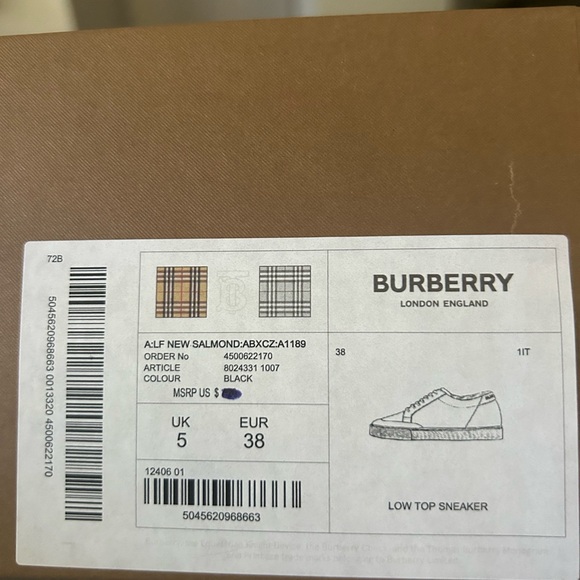 72B
5045620968663 0013320 4500622170
BURBERRY
LONDON ENGLAND
A:LF NEW SALMOND:ABXCZ:A1189
ORDER No 4500622170
ARTICLE 8024331 1007
COLOUR BLACK
MSRP US $
38 1IT
UK EUR
5 38
12406 01
5045620968663
LOW TOP SNEAKER